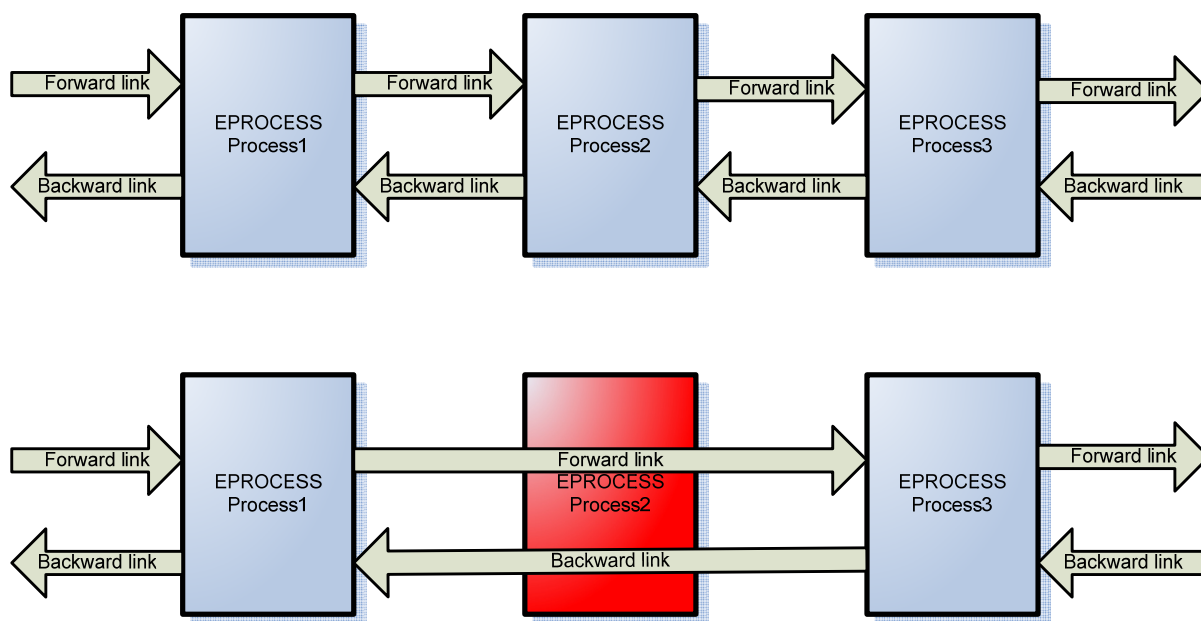 Forward link
Forward link
Forward link
Forward link
EPROCESS
Process1
EPROCESS
Process2
EPROCESS
Process3
Backward link
Backward link
Backward link
Backward link
Forward link
Forward link
Forward link
EPROCESS
Process1
EPROCESS
Process2
EPROCESS
Process3
Backward link
Backward link
Backward link